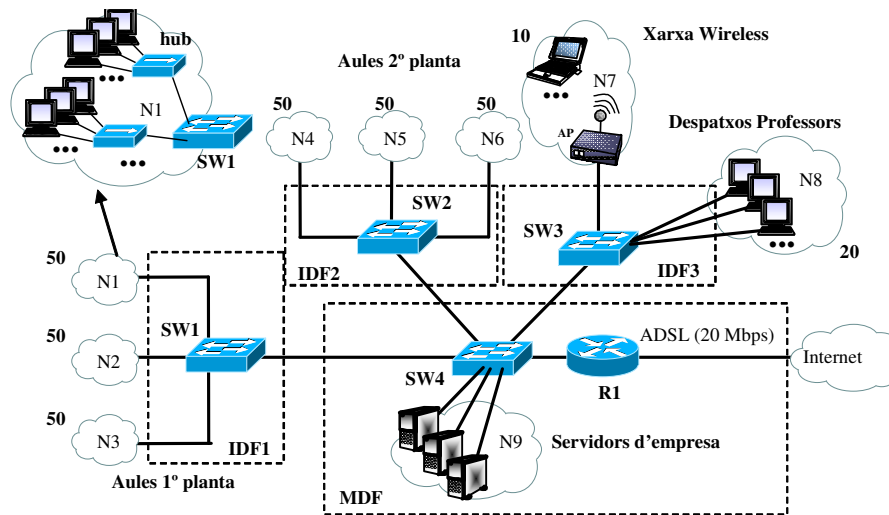 hub
N1
SW1
Aules 2º planta
50
50
50
N4
N5
N6
10
Xarxa Wireless
N7
AP
Despatxos Professors
N8
20
SW2
IDF2
SW3
IDF3
50
N1
50
N2
50
N3
SW1
IDF1
Aules 1º planta
SW4
R1
ADSL (20 Mbps)
Internet
N9
Servidors d'empresa
MDF